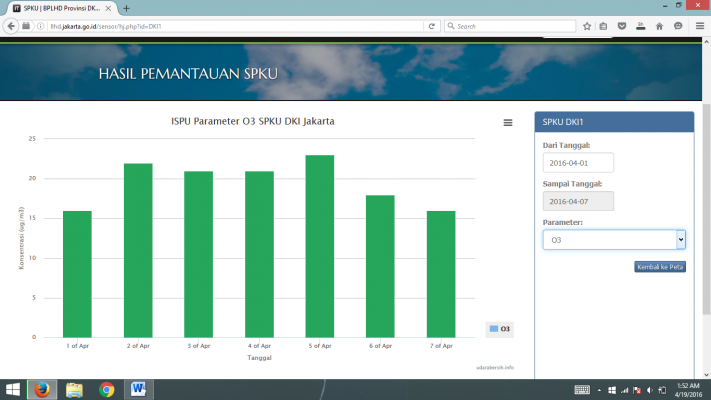 SPKU | BPLHD Provinsi DK...
llhd.jakarta.go.id/sensor/hj.php?id=DKI1
Search
HASIL PEMANTAUAN SPKU
ISPU Parameter O3 SPKU DKI Jakarta
25
20
15
10
5
0
Konsentrasi (ug/m3)
1 of Apr
2 of Apr
3 of Apr
4 of Apr
5 of Apr
6 of Apr
7 of Apr
Tanggal
O3
udarabersih.info
SPKU DKI1
Dari Tanggal:
2016-04-01
Sampai Tanggal:
2016-04-07
Parameter:
O3
Kembali ke Peta
1:52 AM
4/19/2016